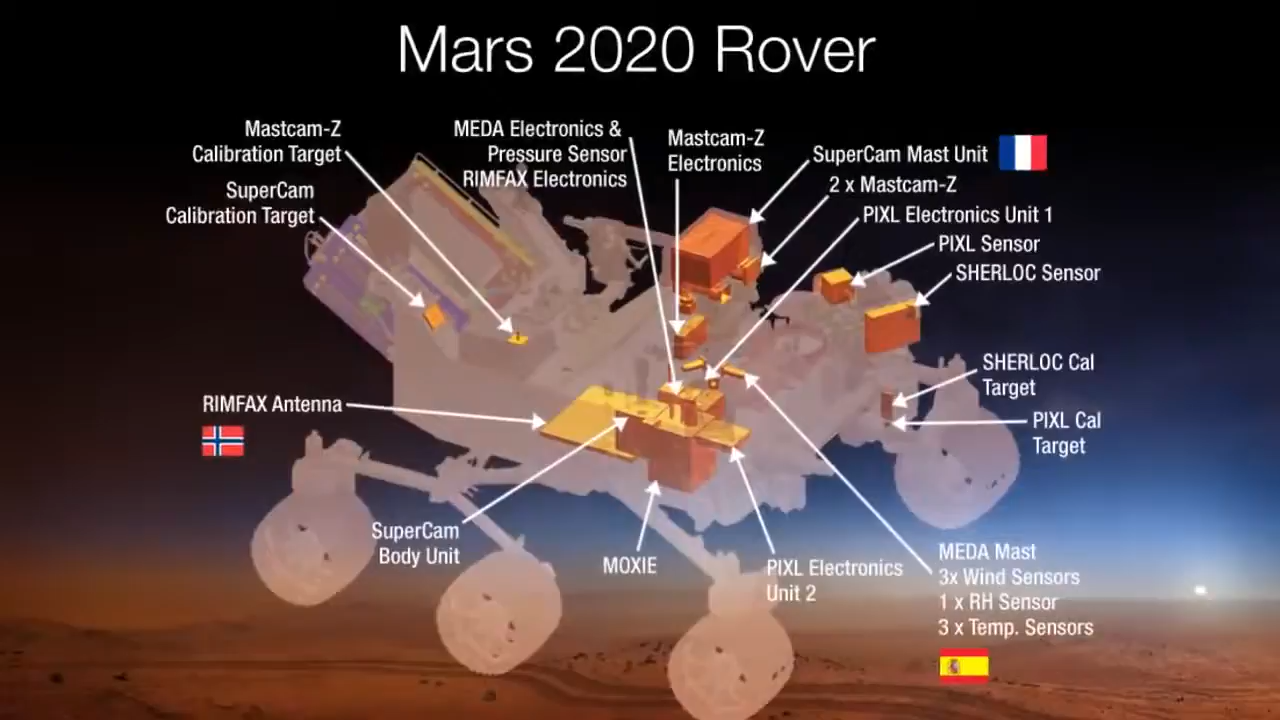 Mars 2020 Rover
Mastcam-Z
Calibration Target
SuperCam
Calibration Target
MEDA Electronics &
Pressure Sensor
RIMFAX Electronics
Mastcam-Z
Electronics
SuperCam Mast Unit
2 x Mastcam-Z
PIXL Electronics Unit 1
PIXL Sensor
SHERLOC Sensor
SHERLOC Cal
Target
PIXL Cal
Target
RIMFAX Antenna
SuperCam
Body Unit
MOXIE
PIXL Electronics
Unit 2
MEDA Mast
3x Wind Sensors
1 x RH Sensor
3 x Temp. Sensors